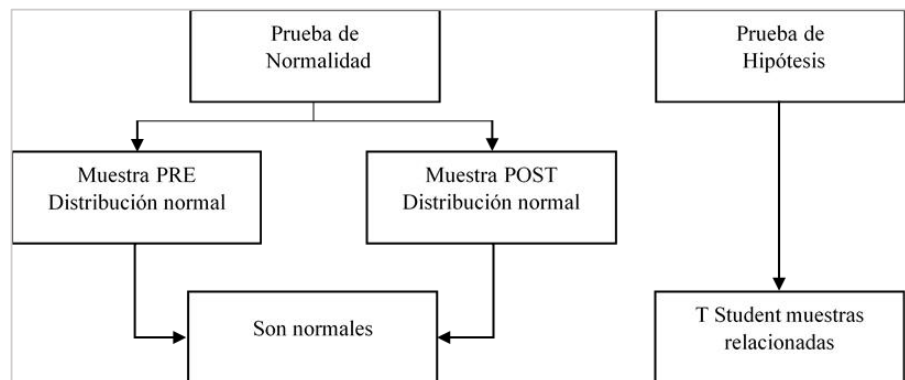 Prueba de
Normalidad
Prueba de
Hipótesis
Muestra PRE
Distribución normal
Muestra POST
Distribución normal
Son normales
T Student muestras
relacionadas